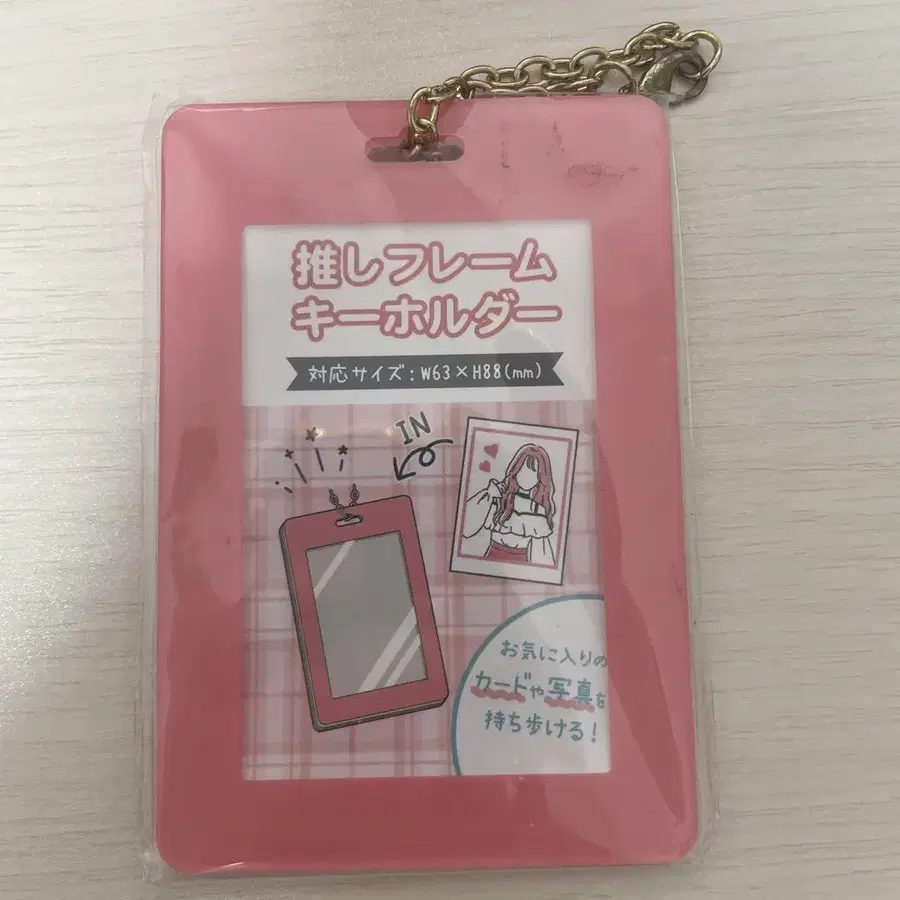 推しフレーム
キーホルダー
対応サイズ:W63×H88(mm)
IN
お気に入りの
カードや写真を
持ち歩ける!